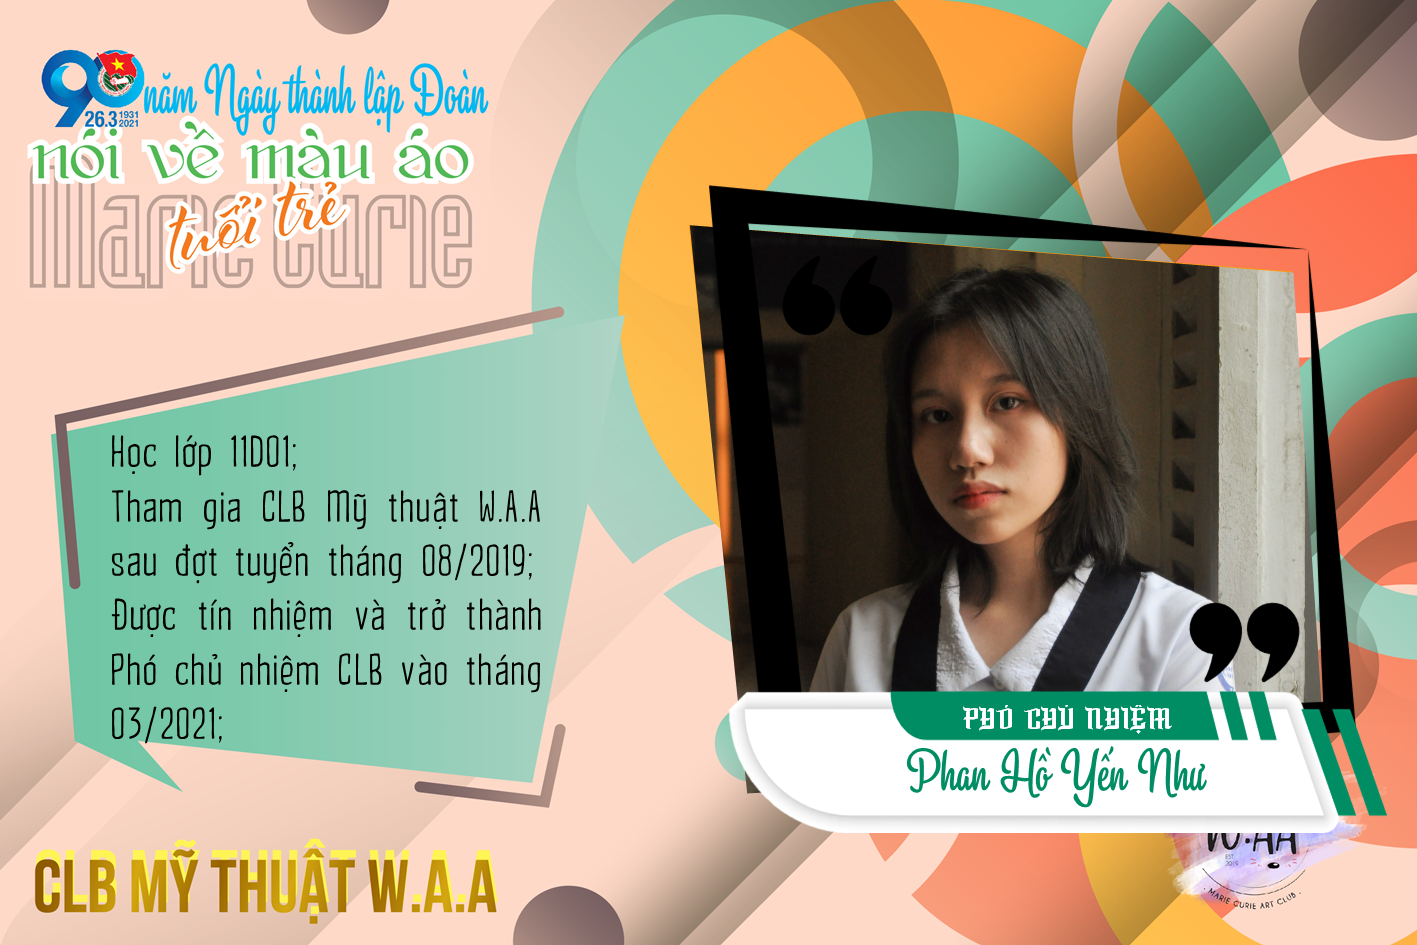 90 năm Ngày thành lập Đoàn
26.3 1931 2021
nói về màu áo
Marie Curie
tuổi trẻ
Học lớp 11D01;
Tham gia CLB Mỹ thuật W.A.A
sau đợt tuyển tháng 08/2019;
Được tín nhiệm và trở thành
Phó chủ nhiệm CLB vào tháng
03/2021;
PHÓ CHỦ NHIỆM
Phan Hồ Yến Như
CLB MỸ THUẬT W.A.A
W.AA
EST. 2019
· MARIE CURIE ART CLUB ·